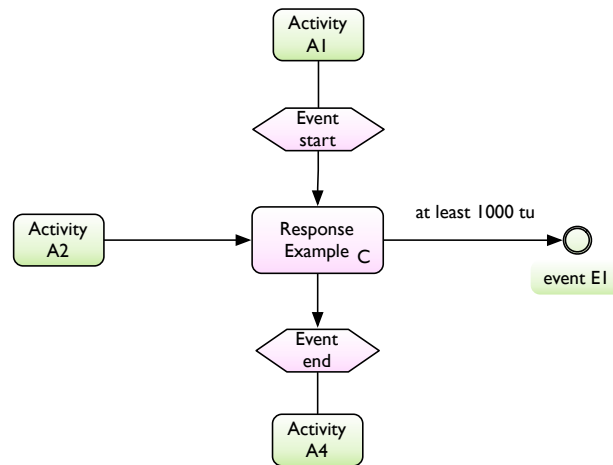 Activity
A1
Event
start
Activity
A2
Response
Example
C
at least 1000 tu
event E1
Event
end
Activity
A4